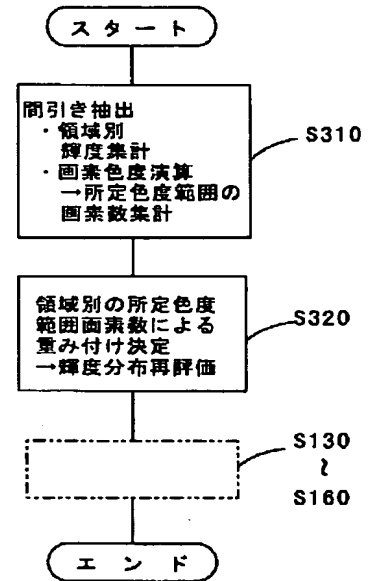 スタート
間引き抽出
・領域別
輝度集計
・画素色度演算
→所定色度範囲の
画素数集計
S310
領域別の所定色度
範囲画素数による
重み付け決定
→輝度分布再評価
S320
S130
～
S160
エンド